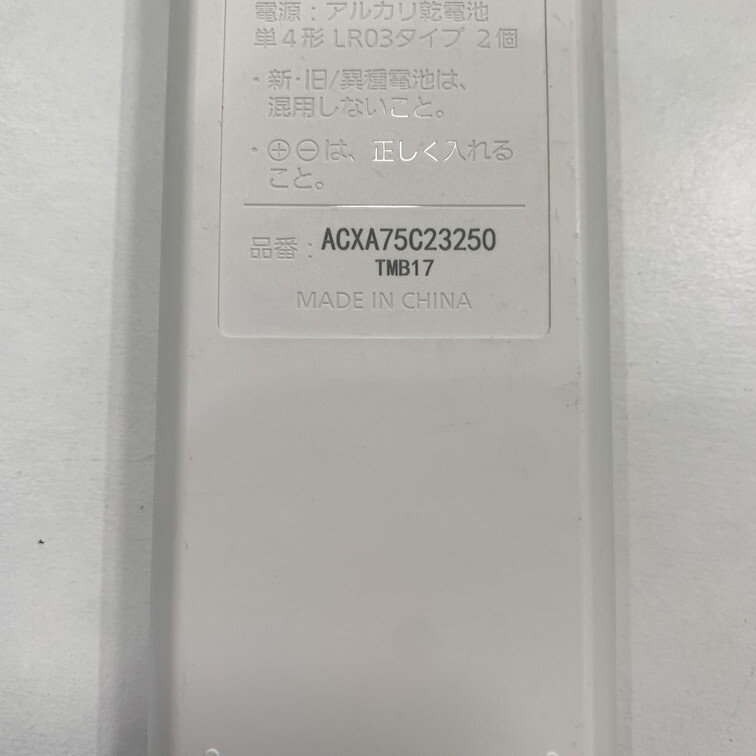 電源：アルカリ乾電池
単4形 LR03タイプ 2個
・新・旧/異種電池は、
混用しないこと。
・⊕⊖は、正しく入れる
こと。
品番：ACXA75C23250
TMB17
MADE IN CHINA